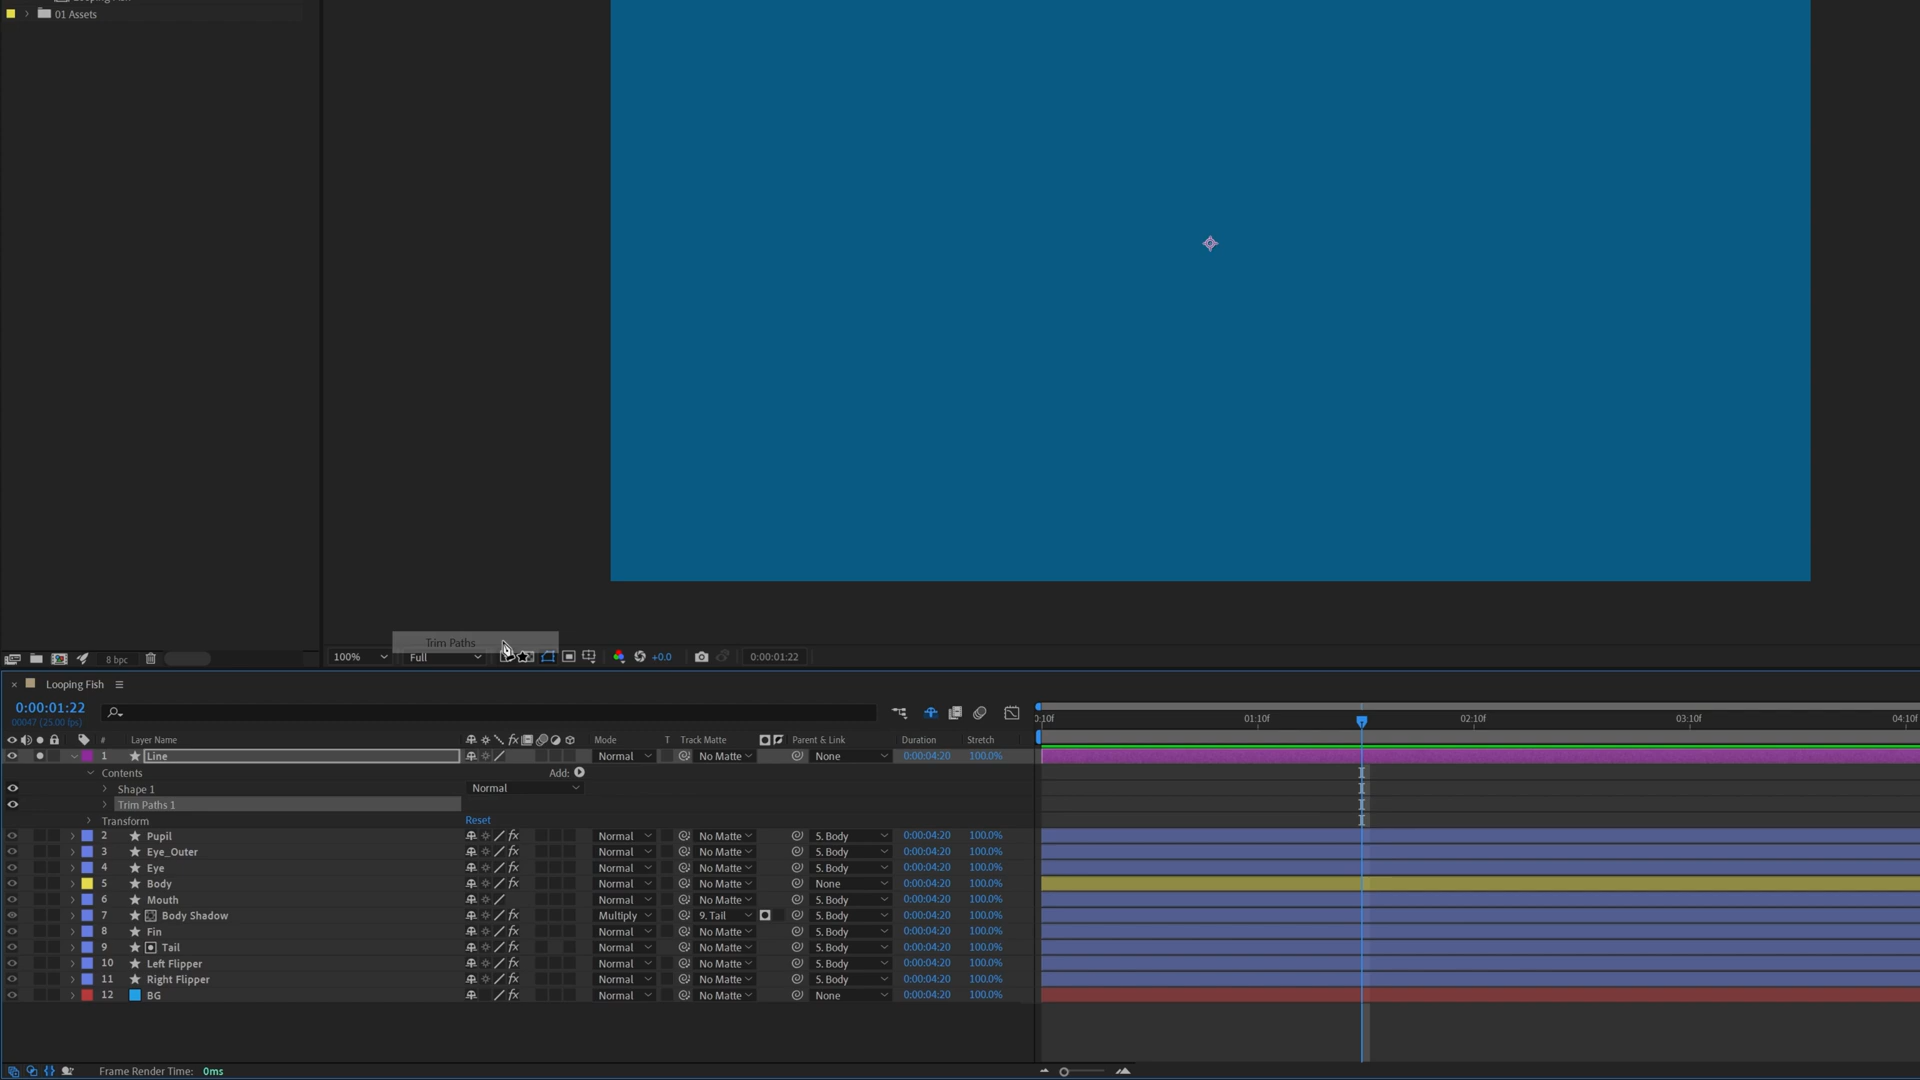 01 Assets
Trim Paths
8 bpc
100%
Full
+0.0
0:00:01:22
Looping Fish
0:00:01:22
00047 (25.00 fps)
0:10f
01:10f
02:10f
03:10f
04:10f
#
Layer Name
fx
Mode
T
Track Matte
Parent & Link
Duration
Stretch
1
Line
Normal
No Matte
None
0:00:04:20
100.0%
Contents
Add:
Shape 1
Normal
Trim Paths 1
Transform
Reset
2
Pupil
fx
Normal
No Matte
5. Body
0:00:04:20
100.0%
3
Eye_Outer
fx
Normal
No Matte
5. Body
0:00:04:20
100.0%
4
Eye
fx
Normal
No Matte
5. Body
0:00:04:20
100.0%
5
Body
fx
Normal
No Matte
None
0:00:04:20
100.0%
6
Mouth
Normal
No Matte
5. Body
0:00:04:20
100.0%
7
Body Shadow
fx
Multiply
9. Tail
5. Body
0:00:04:20
100.0%
8
Fin
fx
Normal
No Matte
5. Body
0:00:04:20
100.0%
9
Tail
fx
Normal
No Matte
5. Body
0:00:04:20
100.0%
10
Left Flipper
fx
Normal
No Matte
5. Body
0:00:04:20
100.0%
11
Right Flipper
fx
Normal
No Matte
5. Body
0:00:04:20
100.0%
12
BG
fx
Normal
No Matte
None
0:00:04:20
100.0%
Frame Render Time: 0ms